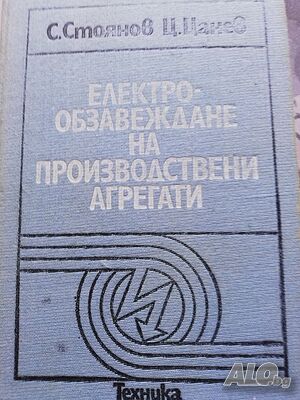 С. Стоянов Ц. Цанев
ЕЛЕКТРО-
ОБЗАВЕЖДАНЕ
НА
ПРОИЗВОДСТВЕНИ
АГРЕГАТИ
Техника
ALO.bg